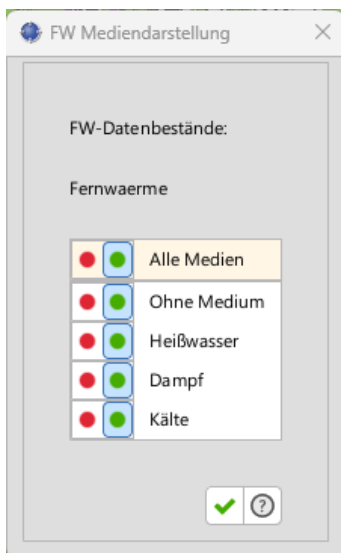 FW Mediendarstellung
FW-Datenbestände:
Fernwaerme
Alle Medien
Ohne Medium
Heißwasser
Dampf
Kälte
?